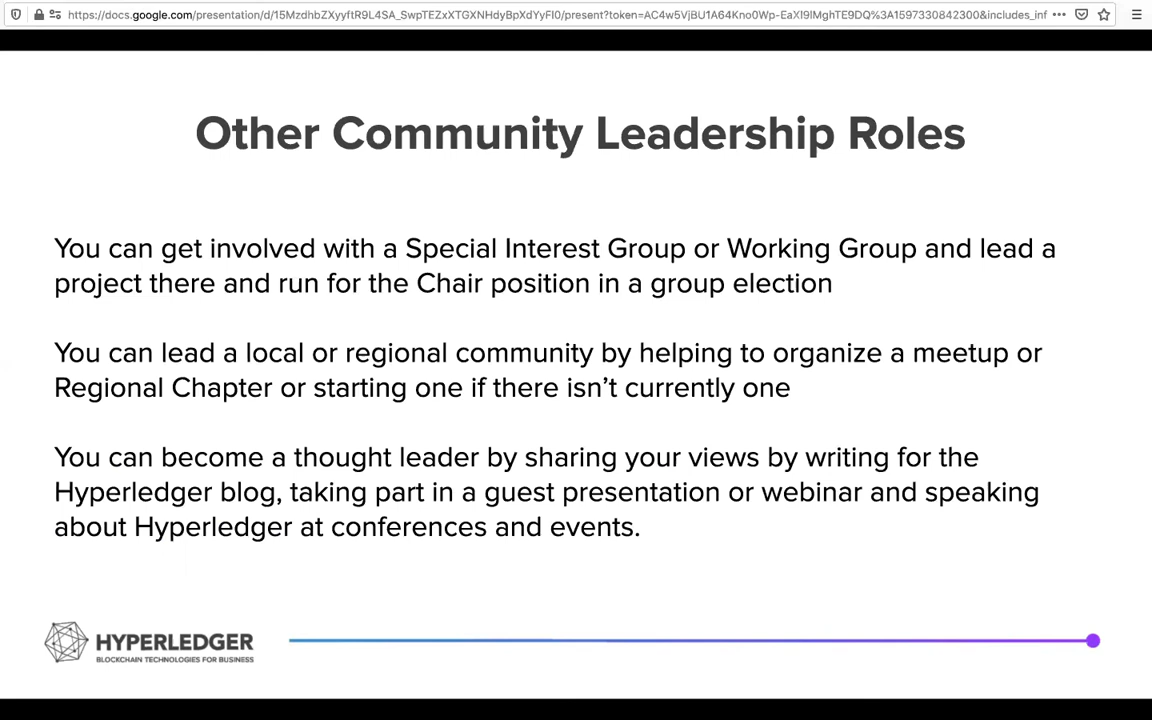 https://docs.google.com/presentation/d/15MzdhbZXyyftR9L4SA_SwpTEZxXTGXNHdyBpXdYyFI0/present?token=AC4w5VjBU1A64Kno0Wp-EaXI9IMghTE9DQ%3A1597330842300&includes_inf
Other Community Leadership Roles
You can get involved with a Special Interest Group or Working Group and lead a
project there and run for the Chair position in a group election
You can lead a local or regional community by helping to organize a meetup or
Regional Chapter or starting one if there isn’t currently one
You can become a thought leader by sharing your views by writing for the
Hyperledger blog, taking part in a guest presentation or webinar and speaking
about Hyperledger at conferences and events.
HYPERLEDGER
BLOCKCHAIN TECHNOLOGIES FOR BUSINESS